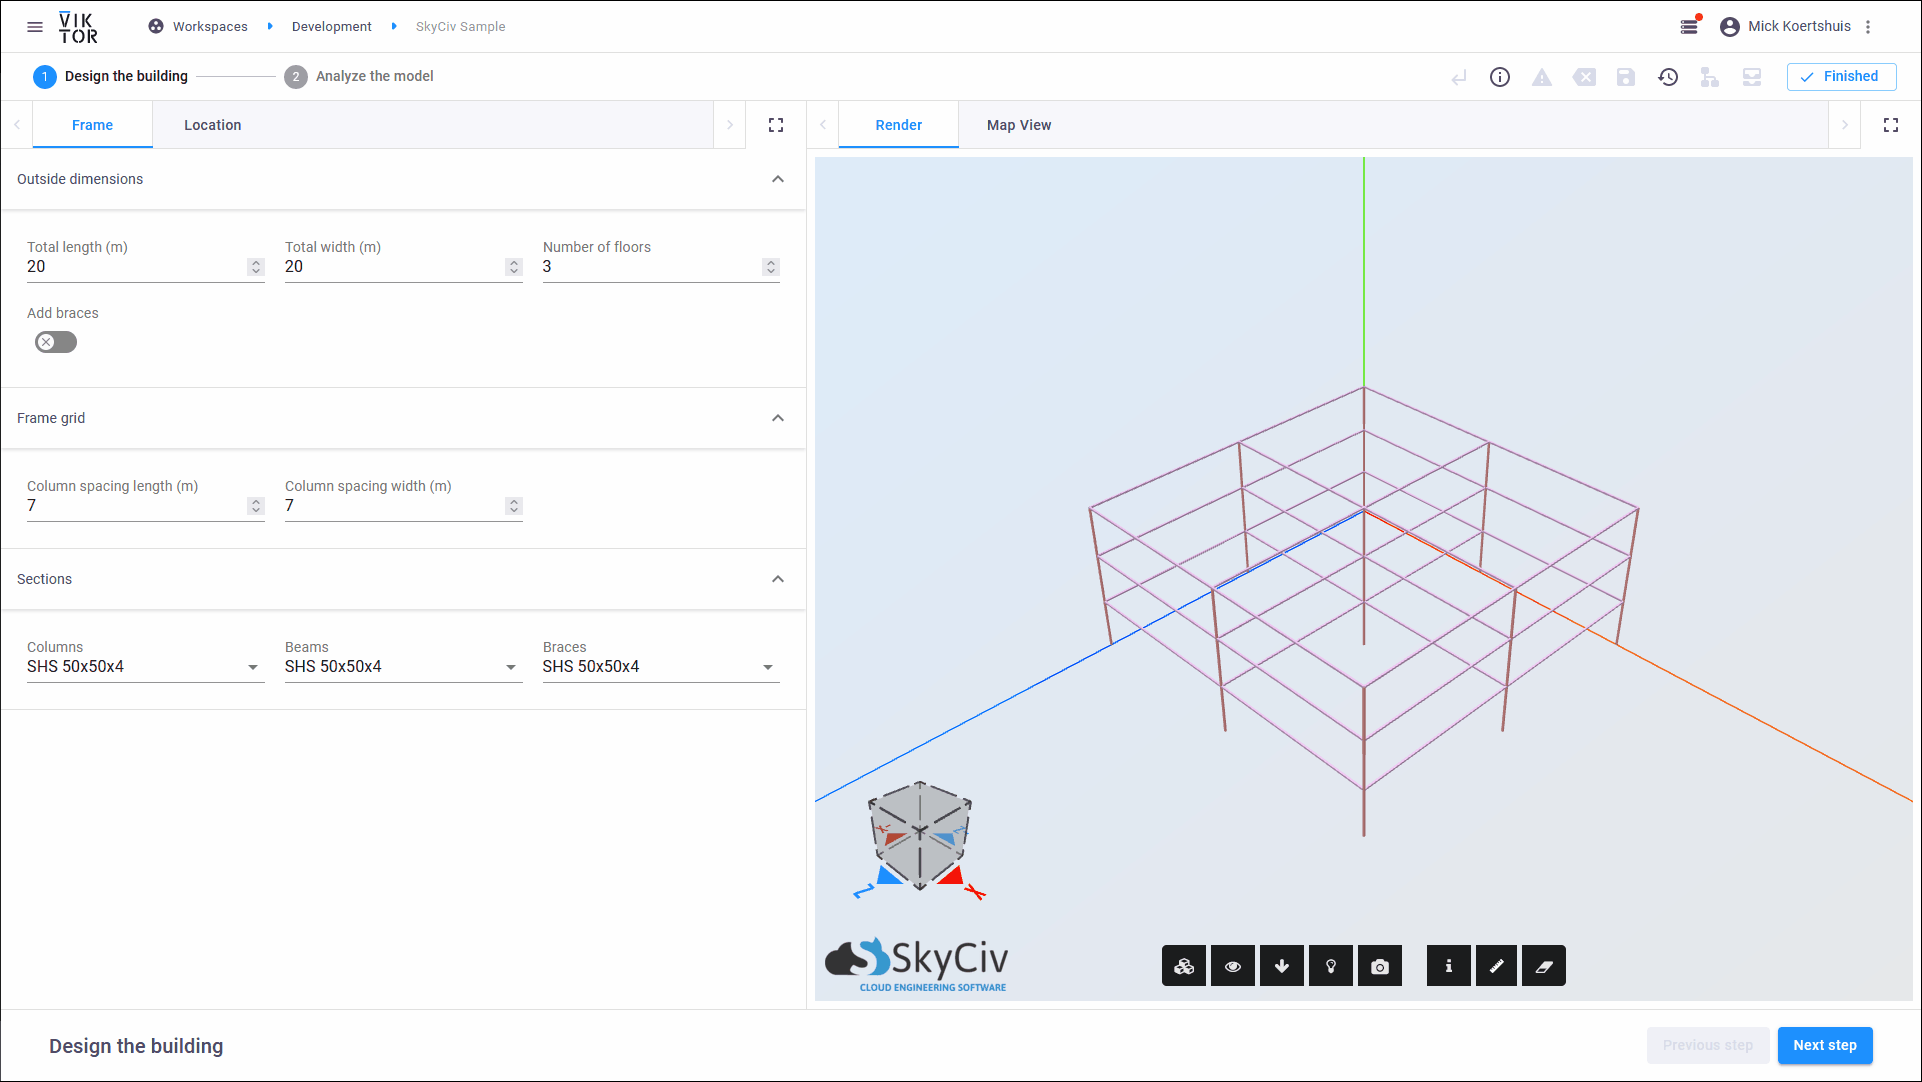 VIK
TOR
Workspaces
Development
SkyCiv Sample
Mick Koertshuis
1 Design the building
2 Analyze the model
Finished
Frame
Location
Render
Map View
Outside dimensions
Total length (m)
Total width (m)
Number of floors
20
20
3
Add braces
Frame grid
Column spacing length (m)
Column spacing width (m)
7
7
Sections
Columns
Beams
Braces
SHS 50x50x4
SHS 50x50x4
SHS 50x50x4
X
Z
Z
X
SkyCiv
CLOUD ENGINEERING SOFTWARE
Design the building
Previous step
Next step